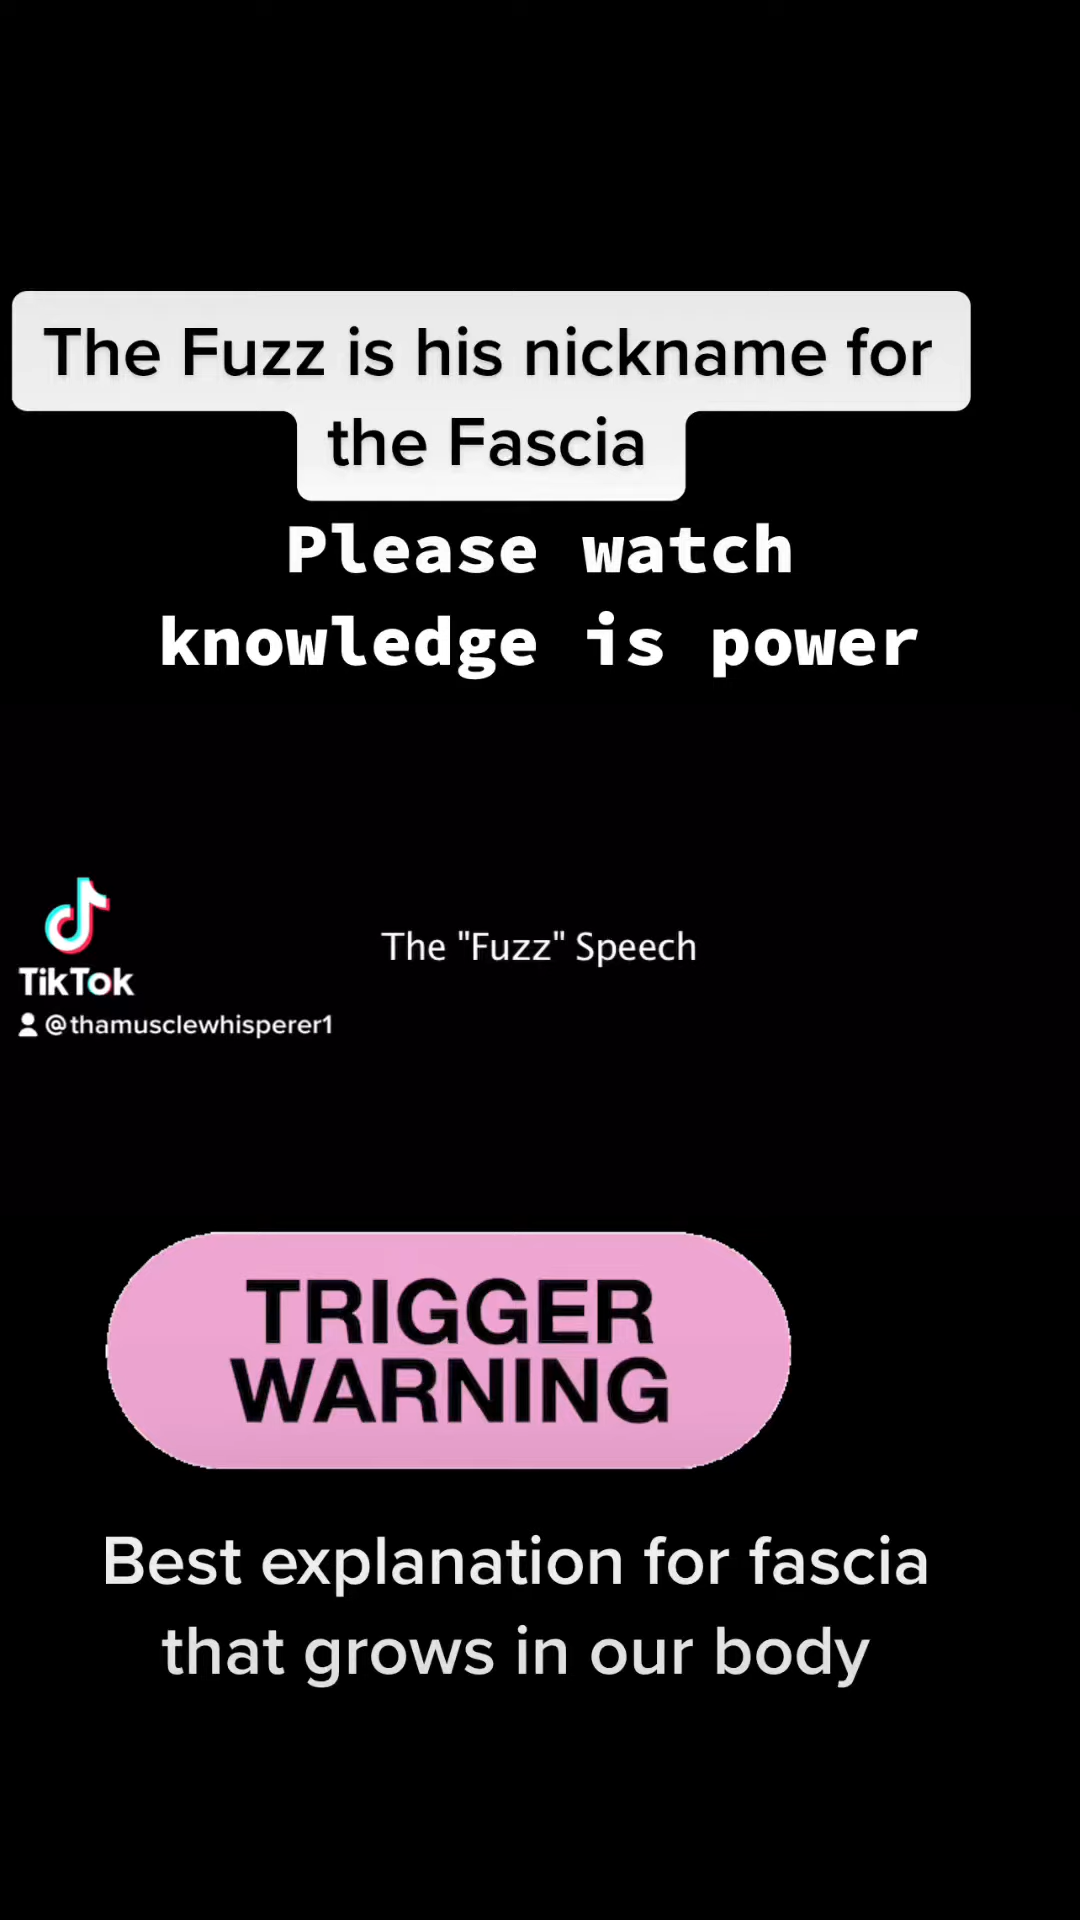 The Fuzz is his nickname for
the Fascia
Please watch
knowledge is power
The "Fuzz" Speech
TikTok
@thamusclewhisperer1
TRIGGER
WARNING
Best explanation for fascia
that grows in our body